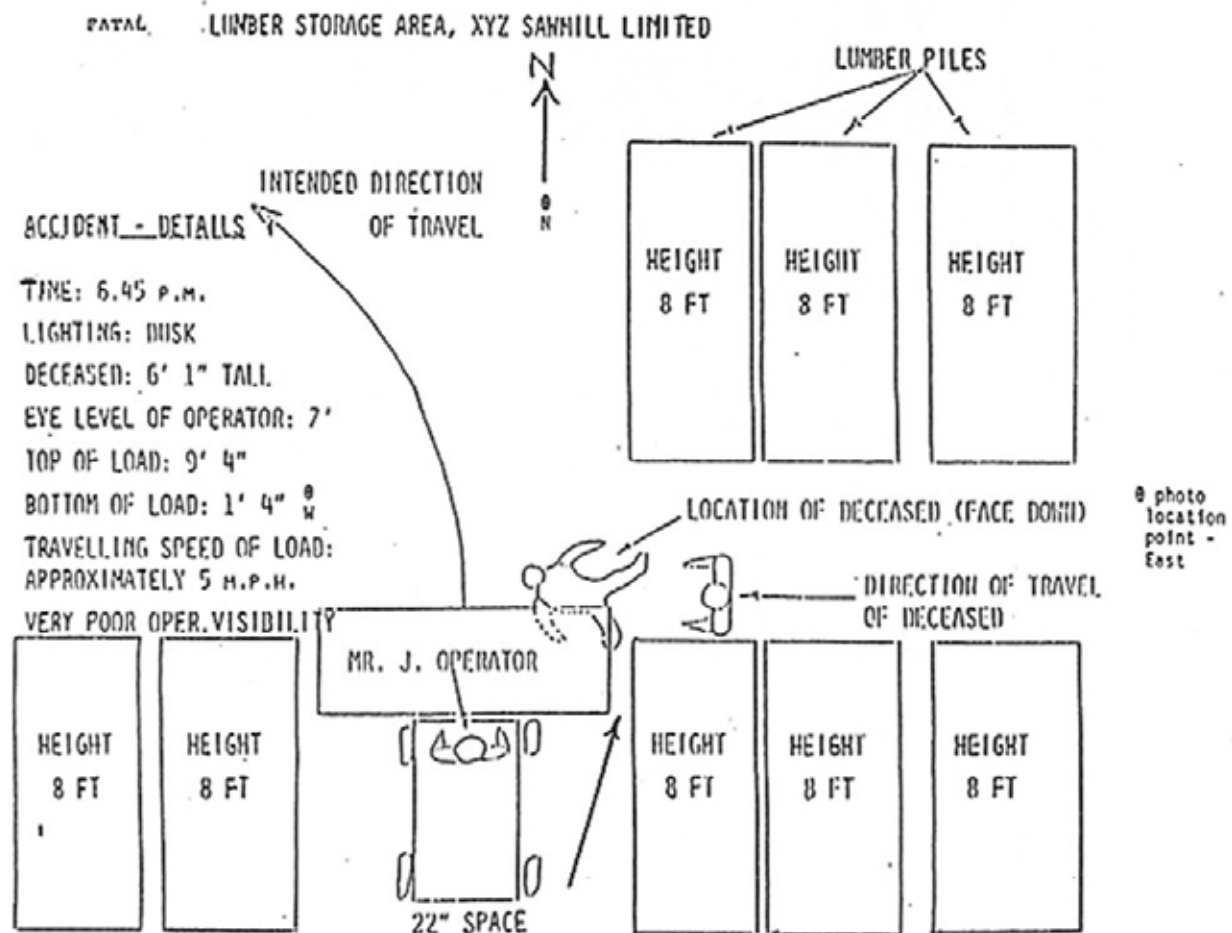 FATAL LUMBER STORAGE AREA, XYZ SAWMILL LIMITED
N
LUMBER PILES
INTENDED DIRECTION
OF TRAVEL
θ
N
ACCIDENT - DETAILS
TIME: 6.45 P.M.
LIGHTING: DUSK
DECEASED: 6' 1" TALL
EYE LEVEL OF OPERATOR: 7'
TOP OF LOAD: 9' 4"
BOTTOM OF LOAD: 1' 4" θ
W
TRAVELLING SPEED OF LOAD:
APPROXIMATELY 5 M.P.H.
VERY POOR OPER.VISIBILITY
HEIGHT
8 FT
HEIGHT
8 FT
HEIGHT
8 FT
LOCATION OF DECEASED (FACE DOWN)
θ photo
location
point -
East
DIRECTION OF TRAVEL
OF DECEASED
MR. J. OPERATOR
HEIGHT
8 FT
HEIGHT
8 FT
HEIGHT
8 FT
HEIGHT
8 FT
HEIGHT
8 FT
22" SPACE